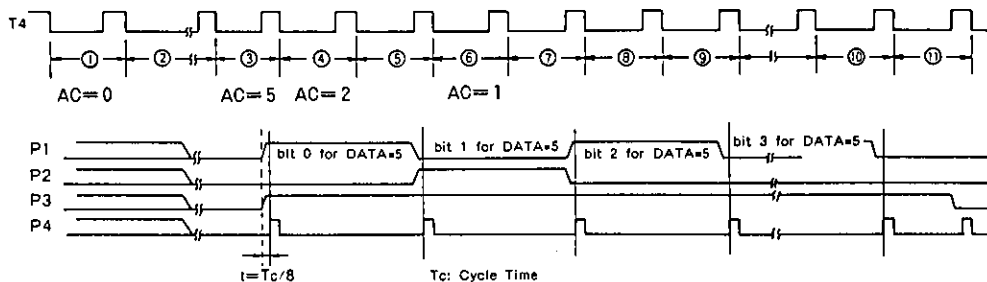 T4
① ② ③ ④ ⑤ ⑥ ⑦ ⑧ ⑨ ⑩ ⑪
AC=0 AC=5 AC=2 AC=1
P1 bit 0 for DATA=5 bit 1 for DATA=5 bit 2 for DATA=5 bit 3 for DATA=5
P2
P3
P4
t=Tc/8 Tc: Cycle Time